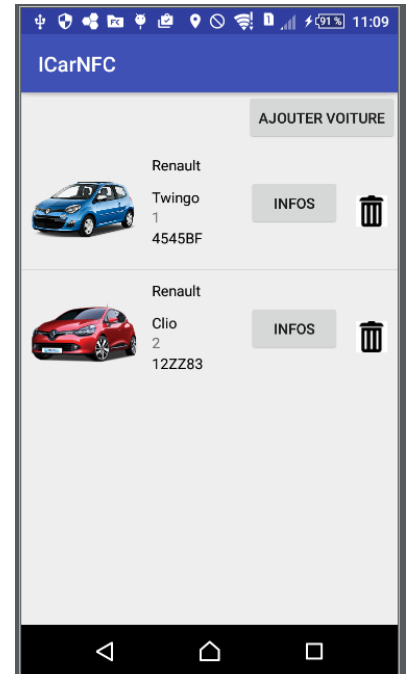 91% 11:09
ICarNFC
AJOUTER VOITURE
Renault
Twingo
1
4545BF
INFOS
Renault
Clio
2
12ZZ83
INFOS